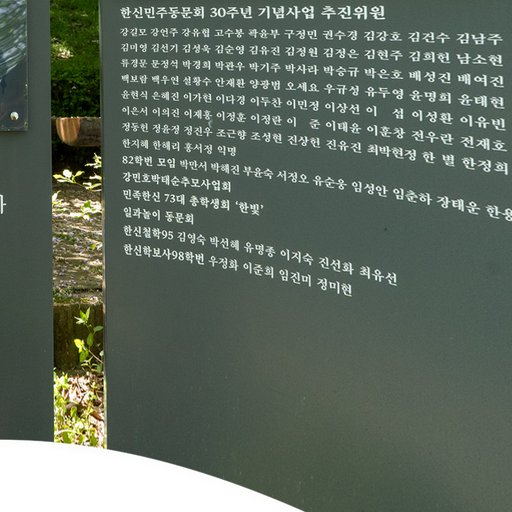 한신민주동문회 30주년 기념사업 추진위원
강길모 강언주 강유협 고수봉 곽윤부 구정민 권수경 김강호 김건수 김남주
김미영 김선기 김성욱 김순영 김유진 김정원 김정은 김현주 김희헌 남소현
류경문 문장석 박경희 박관우 박기주 박사라 박승규 박은호 배성진 배여진
백보람 백우연 설황수 안재환 양광범 오세요 우규성 유두영 윤명희 윤태현
윤현식 은혜진 이가현 이다경 이두찬 이민정 이상선 이 섭 이성환 이유빈
이은서 이의진 이재홍 이정훈 이정란 이 준 이태윤 이훈창 전우란 전재호
정동헌 정윤정 정진우 조근향 조성현 진상헌 진유진 최박현정 한 별 한정희
한지혜 한혜리 홍서정 익명
82학번 모임 박만서 박해진 부윤숙 서정오 유순웅 임성안 임춘하 장태운 한용
강민호박태순추모사업회
민족한신 73대 총학생회 '한빛'
일과놀이 동문회
한신철학95 김영숙 박선혜 유명종 이지숙 진선화 최유선
한신학보사98학번 우정화 이준희 임진미 정미현